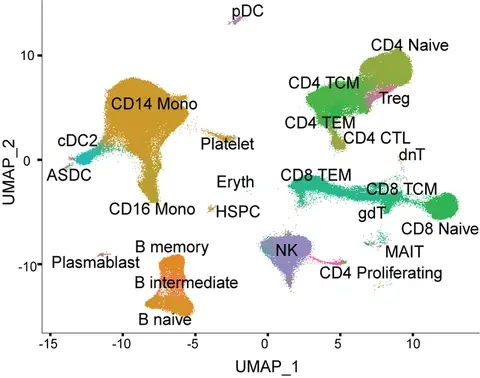 pDC
CD4 Naive
10
CD4 TCM
Treg
CD14 Mono
CD4 TEM
CD4 CTL
cDC2
Platelet
dnT
UMAP_2
0
ASDC
Eryth
CD8 TEM
CD8 TCM
CD16 Mono
HSPC
gdT
CD8 Naive
B memory
NK
MAIT
Plasmablast
-10
CD4 Proliferating
B intermediate
B naive
-15 -10 -5 0 5 10
UMAP_1